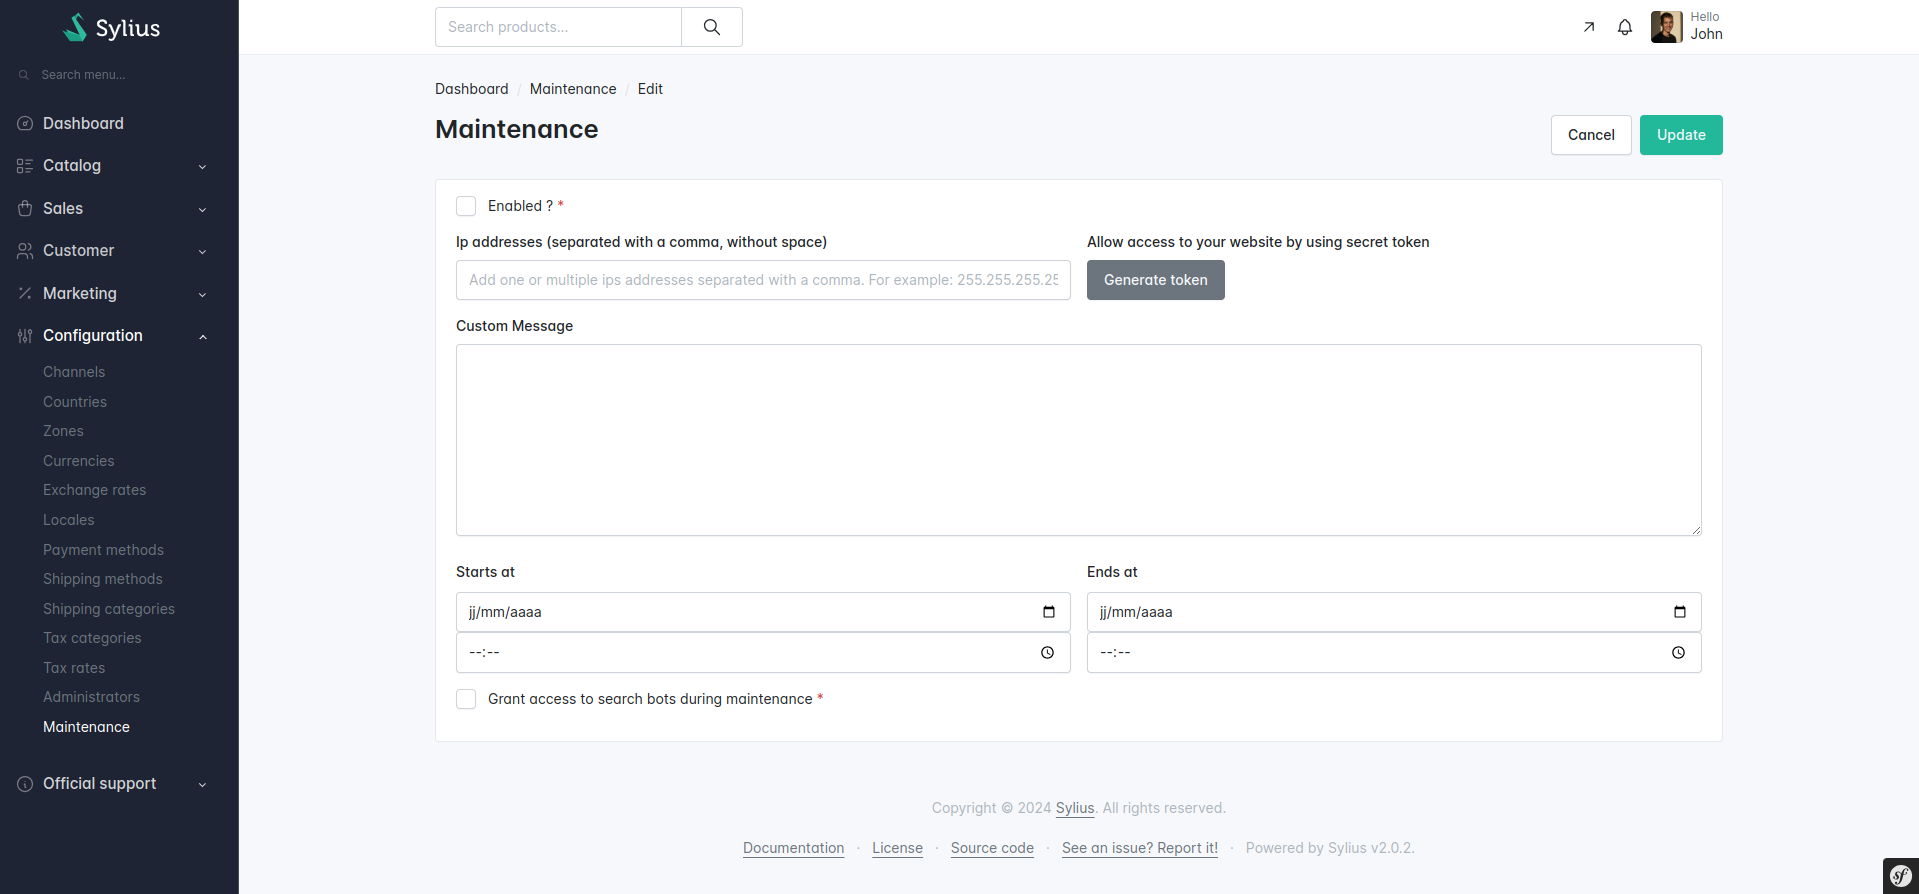 Sylius
Search menu...
Dashboard
Catalog
Sales
Customer
Marketing
Configuration
Channels
Countries
Zones
Currencies
Exchange rates
Locales
Payment methods
Shipping methods
Shipping categories
Tax categories
Tax rates
Administrators
Maintenance
Official support
Search products...
Hello
John
Dashboard / Maintenance / Edit
Maintenance
Cancel
Update
Enabled ? *
Ip addresses (separated with a comma, without space)
Add one or multiple ips addresses separated with a comma. For example: 255.255.255.25
Allow access to your website by using secret token
Generate token
Custom Message
Starts at
jj/mm/aaaa
--:--
Ends at
jj/mm/aaaa
--:--
Grant access to search bots during maintenance *
Copyright © 2024 Sylius. All rights reserved.
Documentation · License · Source code · See an issue? Report it! · Powered by Sylius v2.0.2.
sf